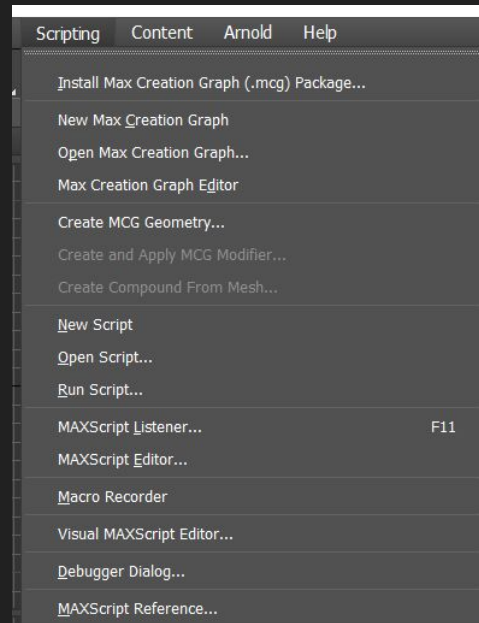 Scripting Content Arnold Help
Install Max Creation Graph (.mcg) Package...
New Max Creation Graph
Open Max Creation Graph...
Max Creation Graph Editor
Create MCG Geometry...
Create and Apply MCG Modifier...
Create Compound From Mesh...
New Script
Open Script...
Run Script...
MAXScript Listener... F11
MAXScript Editor...
Macro Recorder
Visual MAXScript Editor...
Debugger Dialog...
MAXScript Reference...